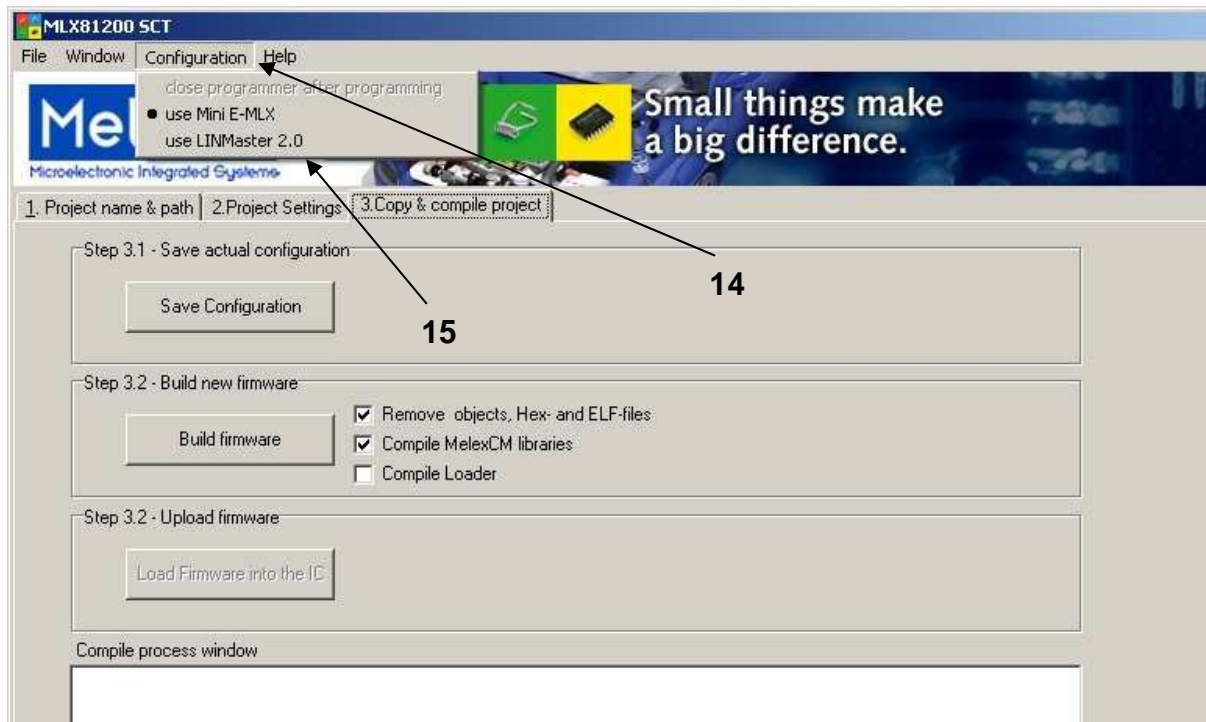 MLX81200 SCT
File Window Configuration Help
close programmer after programming
use Mini E-MLX
use LINMaster 2.0
Mel
Microelectronic Integrated Systems
Small things make
a big difference.
1. Project name & path 2.Project Settings 3.Copy & compile project
Step 3.1 - Save actual configuration
Save Configuration
14
15
Step 3.2 - Build new firmware
Build firmware
Remove objects, Hex- and ELF-files
Compile MelexCM libraries
Compile Loader
Step 3.2 - Upload firmware
Load Firmware into the IC
Compile process window